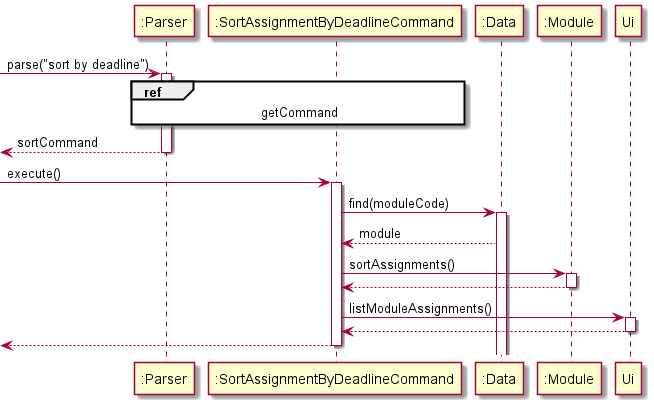 :Parser :SortAssignmentByDeadlineCommand :Data :Module Ui
parse("sort by deadline")
ref
getCommand
sortCommand
execute()
find(moduleCode)
module
sortAssignments()
listModuleAssignments()
:Parser :SortAssignmentByDeadlineCommand :Data :Module Ui